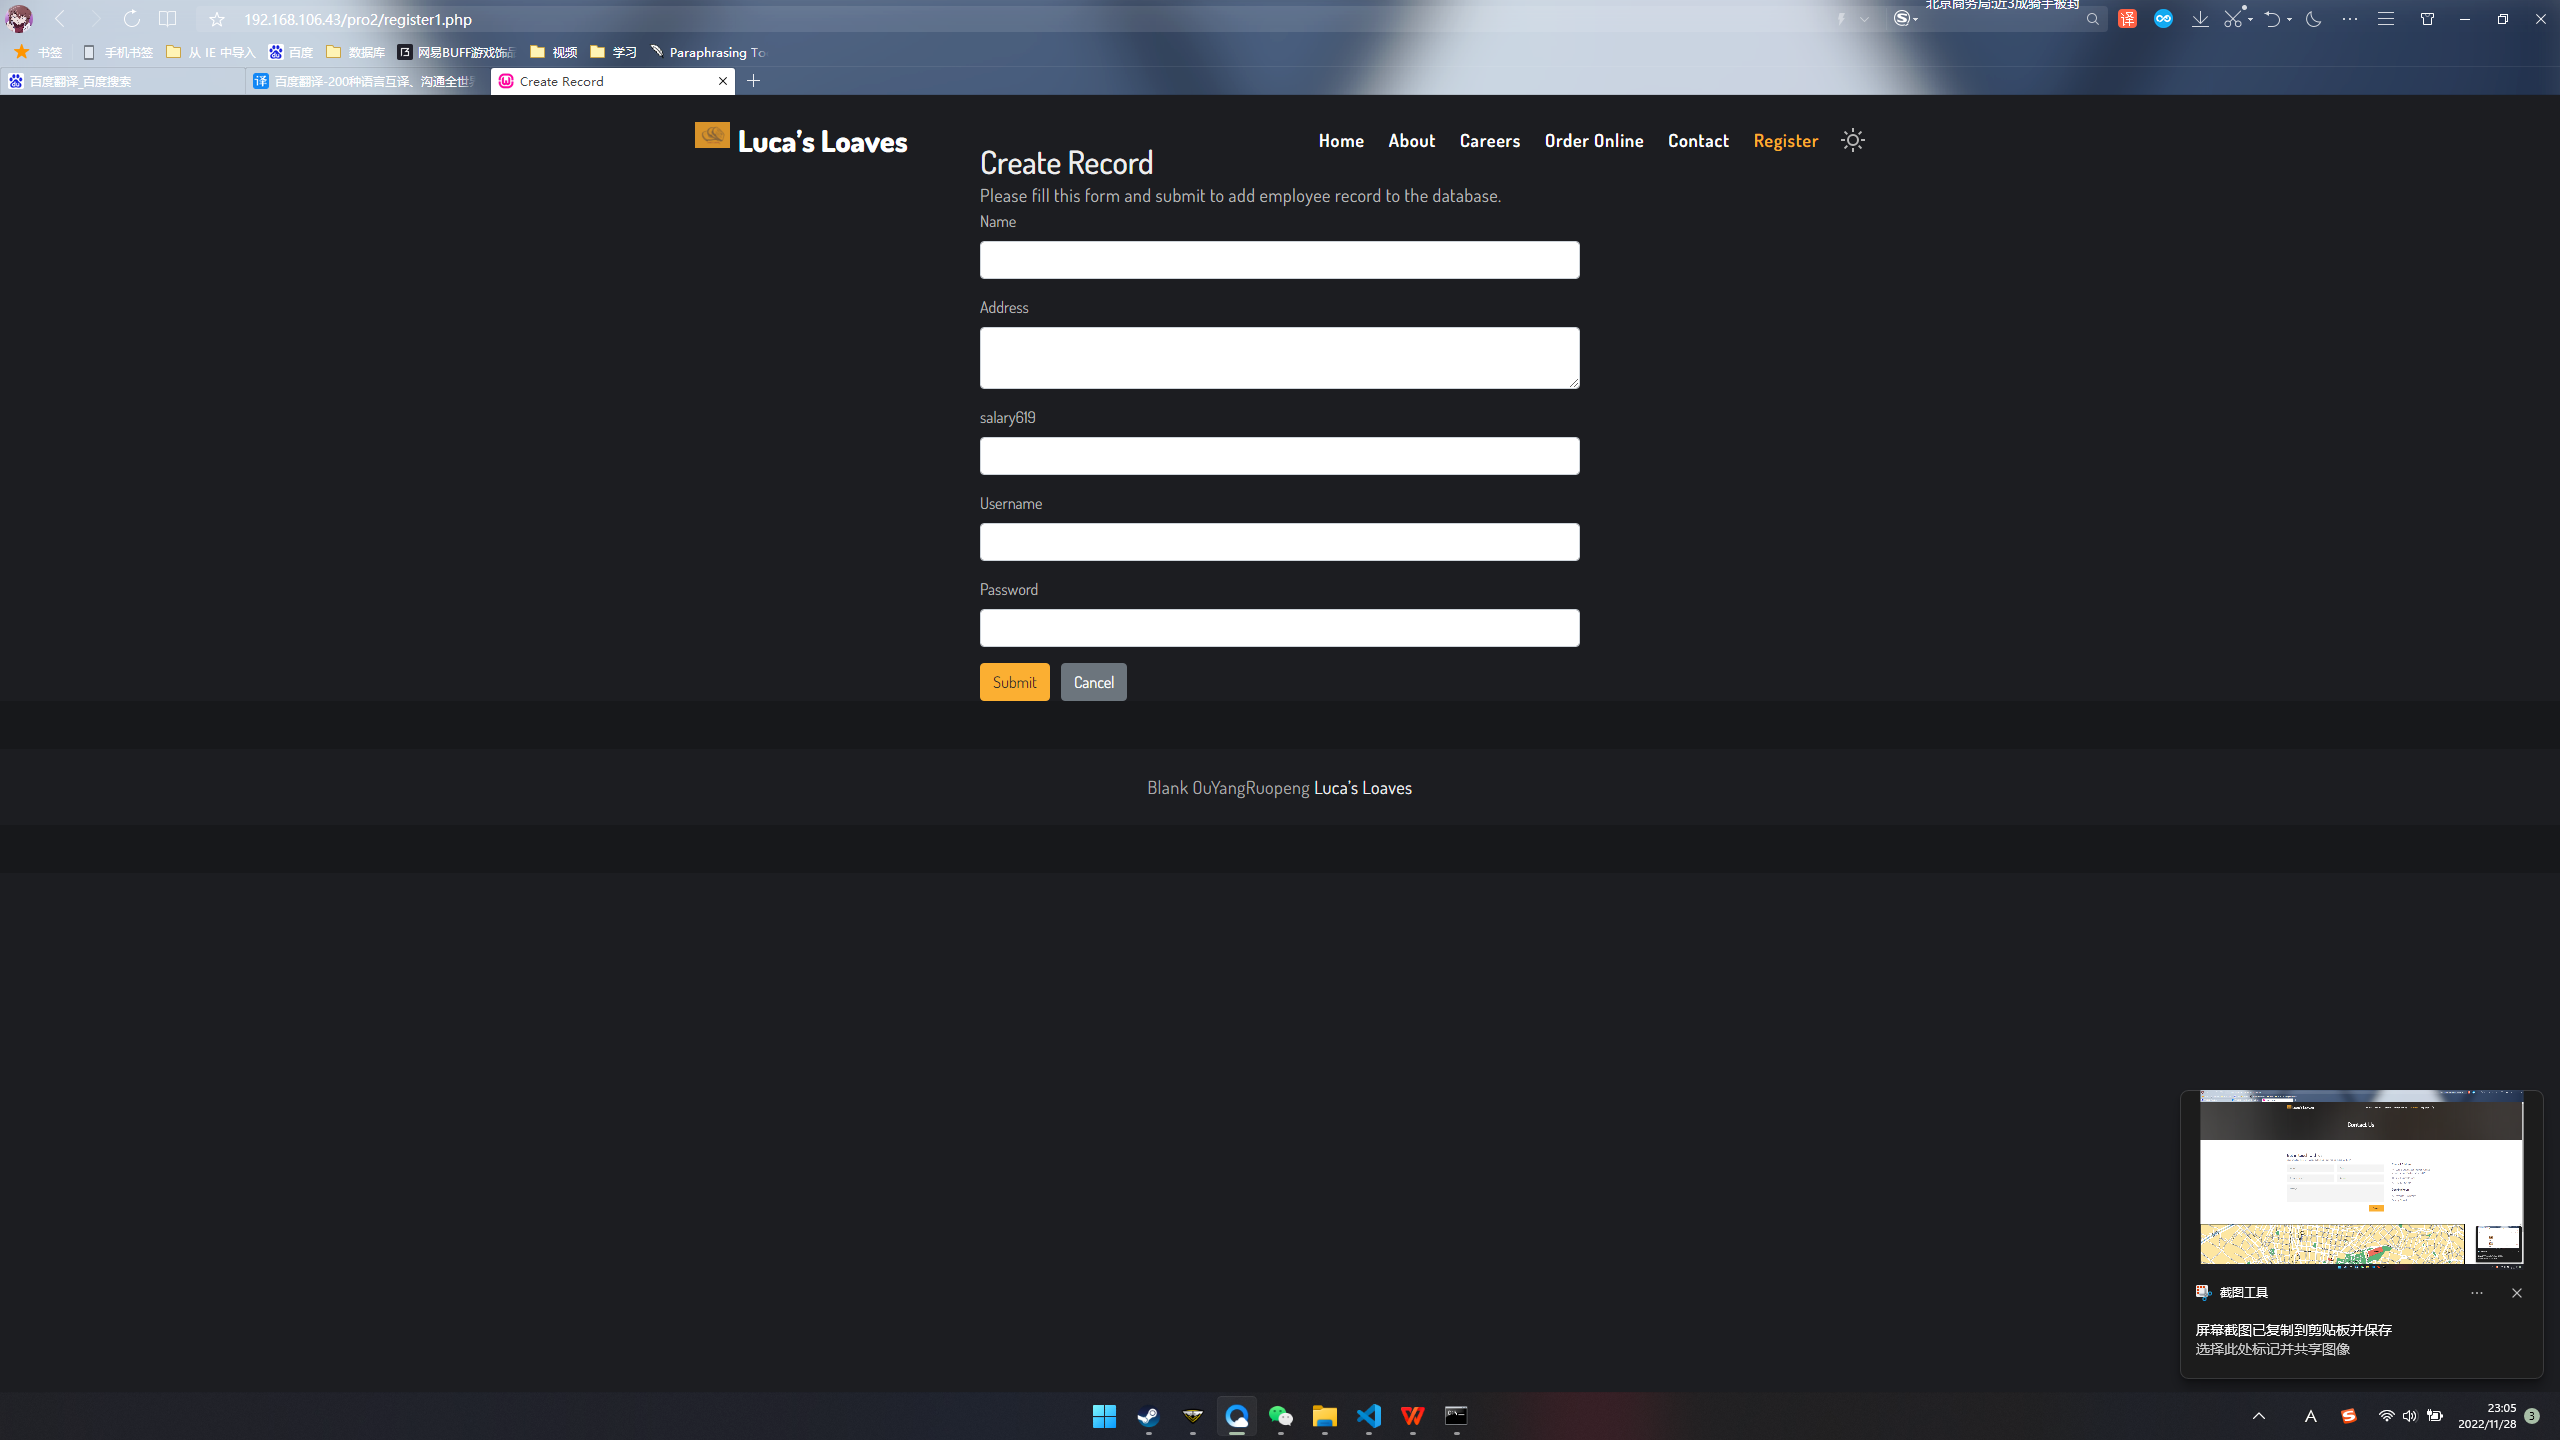 192.168.106.43/pro2/register1.php
北京商务局:近3成骑手被封
译
书签
手机书签
从 IE 中导入
百度
数据库
网易BUFF游戏饰品
视频
学习
Paraphrasing To
百度翻译_百度搜索
译 百度翻译-200种语言互译、沟通全世界
Create Record
Luca's Loaves
Home
About
Careers
Order Online
Contact
Register
Create Record
Please fill this form and submit to add employee record to the database.
Name
Address
salary619
Username
Password
Submit
Cancel
Blank OuYangRuopeng Luca's Loaves
Contact Us
截图工具
屏幕截图已复制到剪贴板并保存
选择此处标记并共享图像
A
23:05
2022/11/28
3